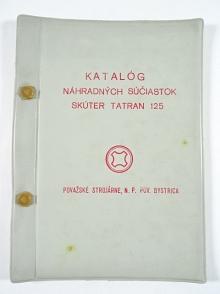 KATALÓG
NÁHRADNÝCH SÚČIASTOK
SKÚTER TATRAN 125
POVAŽSKÉ STROJÁRNE, N. P. POV. BYSTRICA